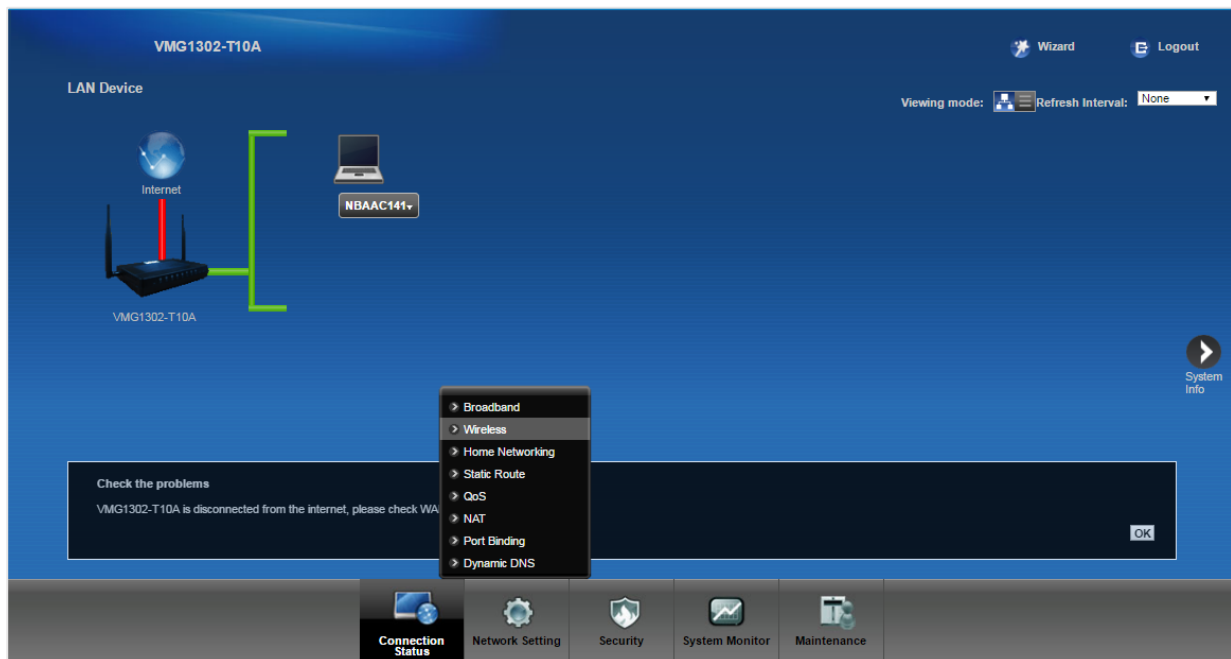 VMG1302-T10A
Wizard
Logout
LAN Device
Viewing mode:
Refresh Interval:
None
Internet
NBAAC141
VMG1302-T10A
System
Info
Broadband
Wireless
Home Networking
Static Route
QoS
NAT
Port Binding
Dynamic DNS
Check the problems
VMG1302-T10A is disconnected from the internet, please check WA
OK
Connection
Status
Network Setting
Security
System Monitor
Maintenance